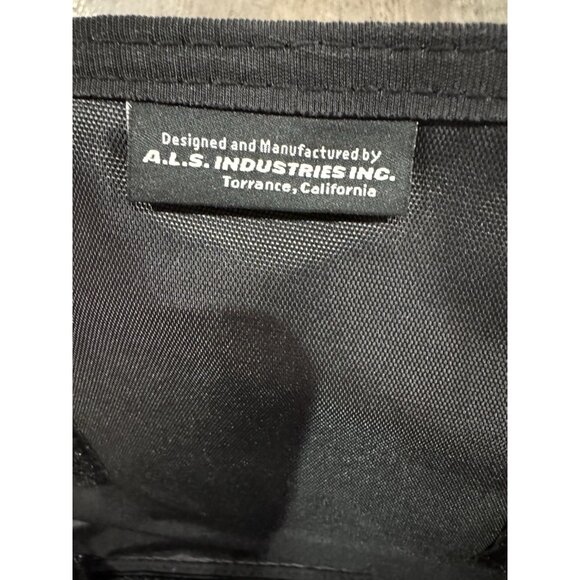 Designed and Manufactured by
A.L.S. INDUSTRIES INC.
Torrance, California